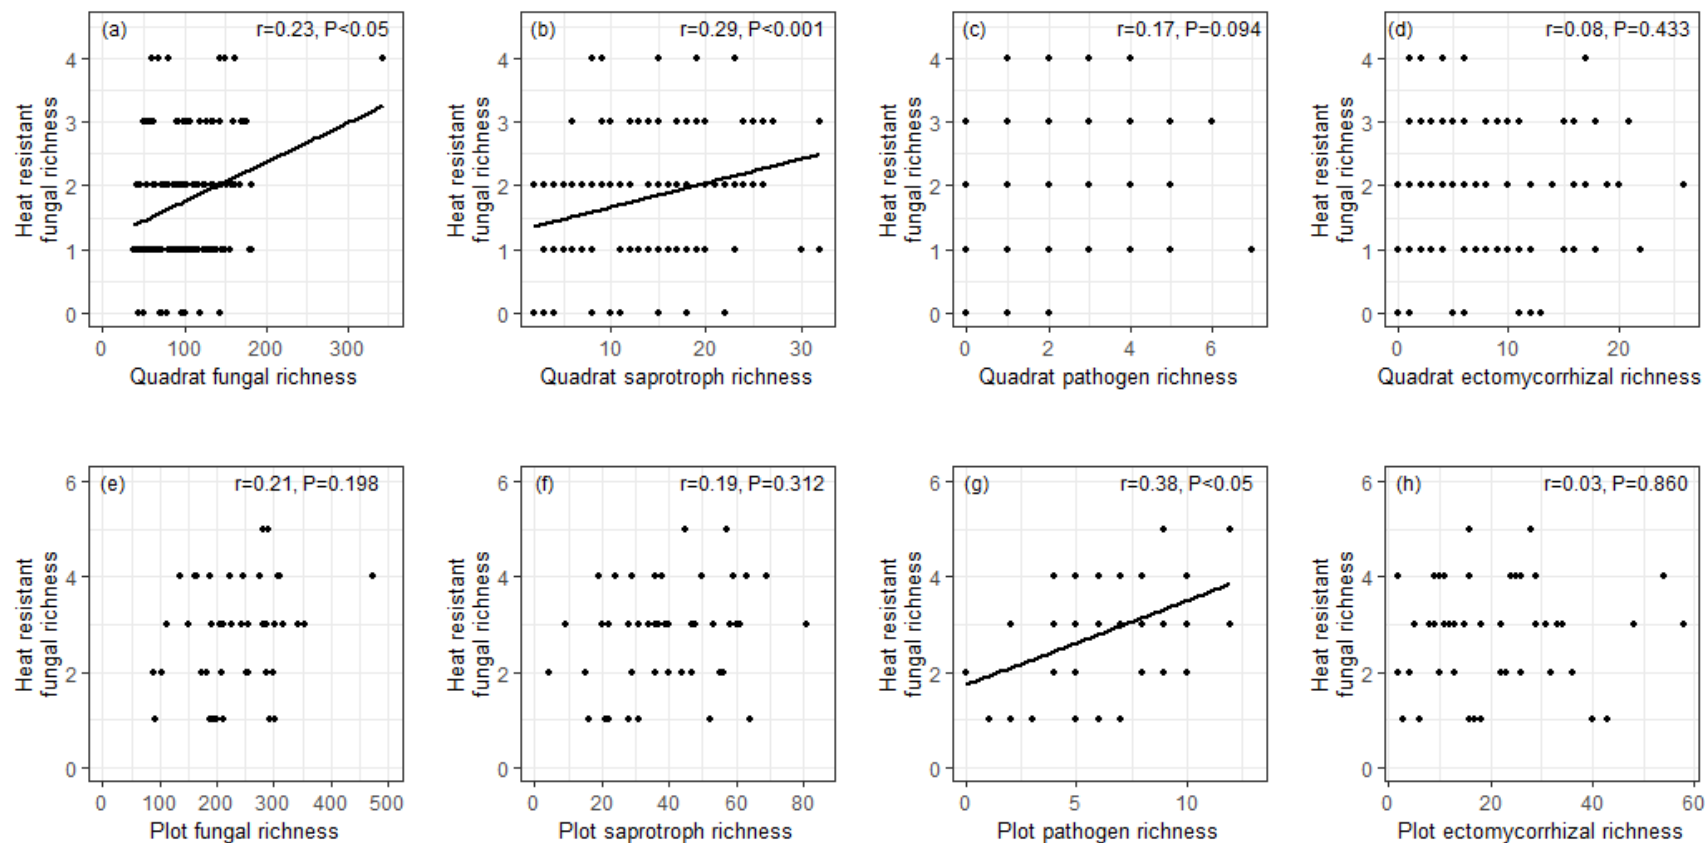 (a) r=0.23, P<0.05
Heat resistant
fungal richness
4
3
2
1
0
0 100 200 300
Quadrat fungal richness
(b) r=0.29, P<0.001
Heat resistant
fungal richness
4
3
2
1
0
10 20 30
Quadrat saprotroph richness
(c) r=0.17, P=0.094
Heat resistant
fungal richness
4
3
2
1
0
0 2 4 6
Quadrat pathogen richness
(d) r=0.08, P=0.433
Heat resistant
fungal richness
4
3
2
1
0
0 10 20
Quadrat ectomycorrhizal richness
(e) r=0.21, P=0.198
Heat resistant
fungal richness
6
4
2
0
0 100 200 300 400 500
Plot fungal richness
(f) r=0.19, P=0.312
Heat resistant
fungal richness
6
4
2
0
0 20 40 60 80
Plot saprotroph richness
(g) r=0.38, P<0.05
Heat resistant
fungal richness
6
4
2
0
0 5 10
Plot pathogen richness
(h) r=0.03, P=0.860
Heat resistant
fungal richness
6
4
2
0
0 20 40 60
Plot ectomycorrhizal richness